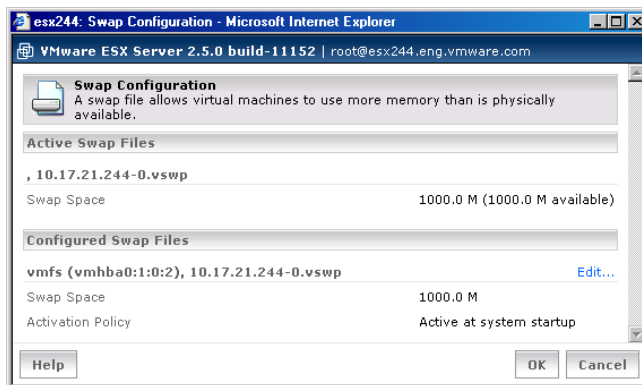 esx244: Swap Configuration - Microsoft Internet Explorer
VMware ESX Server 2.5.0 build-11152 | root@esx244.eng.vmware.com
Swap Configuration
A swap file allows virtual machines to use more memory than is physically
available.
Active Swap Files
, 10.17.21.244-0.vswp
Swap Space 1000.0 M (1000.0 M available)
Configured Swap Files
vmfs (vmhba0:1:0:2), 10.17.21.244-0.vswp Edit...
Swap Space 1000.0 M
Activation Policy Active at system startup
Help OK Cancel